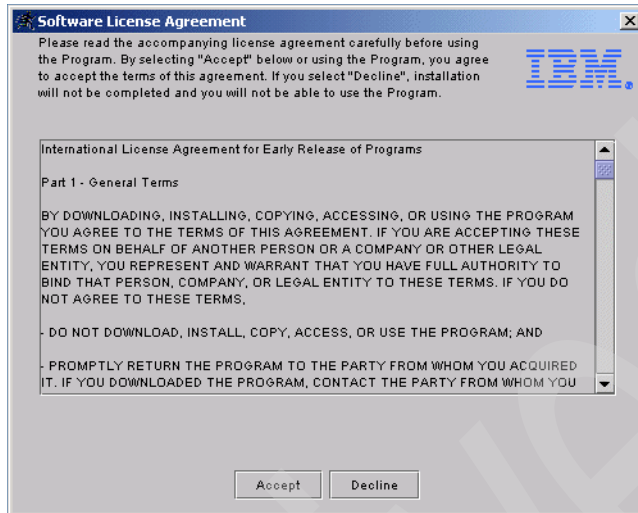 Software License Agreement
Please read the accompanying license agreement carefully before using
the Program. By selecting "Accept" below or using the Program, you agree
to accept the terms of this agreement. If you select "Decline", installation
will not be completed and you will not be able to use the Program.
IBM
International License Agreement for Early Release of Programs
Part 1 - General Terms
BY DOWNLOADING, INSTALLING, COPYING, ACCESSING, OR USING THE PROGRAM
YOU AGREE TO THE TERMS OF THIS AGREEMENT. IF YOU ARE ACCEPTING THESE
TERMS ON BEHALF OF ANOTHER PERSON OR A COMPANY OR OTHER LEGAL
ENTITY, YOU REPRESENT AND WARRANT THAT YOU HAVE FULL AUTHORITY TO
BIND THAT PERSON, COMPANY, OR LEGAL ENTITY TO THESE TERMS. IF YOU DO
NOT AGREE TO THESE TERMS,
- DO NOT DOWNLOAD, INSTALL, COPY, ACCESS, OR USE THE PROGRAM; AND
- PROMPTLY RETURN THE PROGRAM TO THE PARTY FROM WHOM YOU ACQUIRED
IT. IF YOU DOWNLOADED THE PROGRAM, CONTACT THE PARTY FROM WHOM YOU
Accept Decline